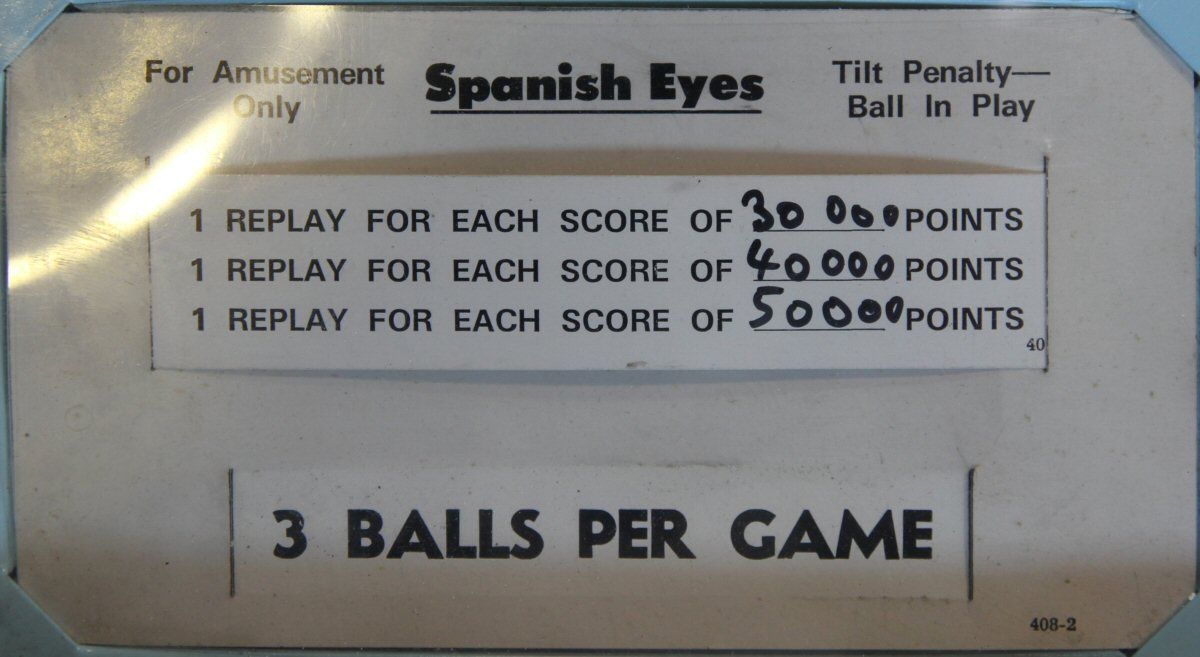 For Amusement Only
Spanish Eyes
Tilt Penalty—
Ball In Play
1 REPLAY FOR EACH SCORE OF 30 000 POINTS
1 REPLAY FOR EACH SCORE OF 40000 POINTS
1 REPLAY FOR EACH SCORE OF 50000 POINTS
40
3 BALLS PER GAME
408-2